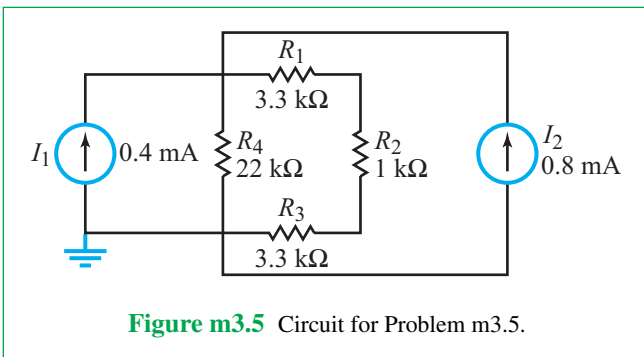 R1
3.3 kΩ
I1
0.4 mA
R4
22 kΩ
R2
1 kΩ
I2
0.8 mA
R3
3.3 kΩ
Figure m3.5 Circuit for Problem m3.5.